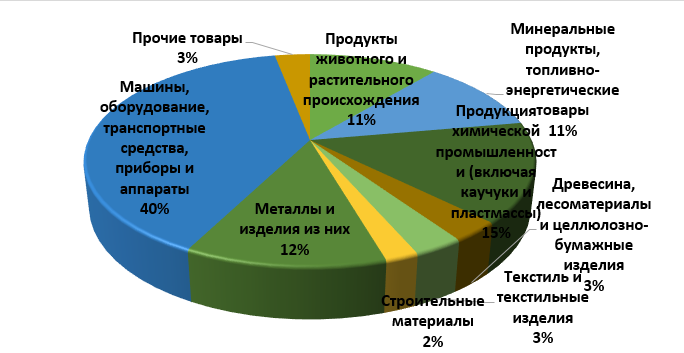 Прочие товары
3%
Продукты
животного и
растительного
происхождения
11%
Минеральные
продукты,
топливно-
энергетические
товары
11%
Продукция
химической
промышленност
и (включая
каучуки и
пластмассы)
15%
Древесина,
лесоматериалы
и целлюлозно-
бумажные
изделия
3%
Текстиль и
текстильные
изделия
3%
Строительные
материалы
2%
Металлы и
изделия из них
12%
Машины,
оборудование,
транспортные
средства,
приборы и
аппараты
40%